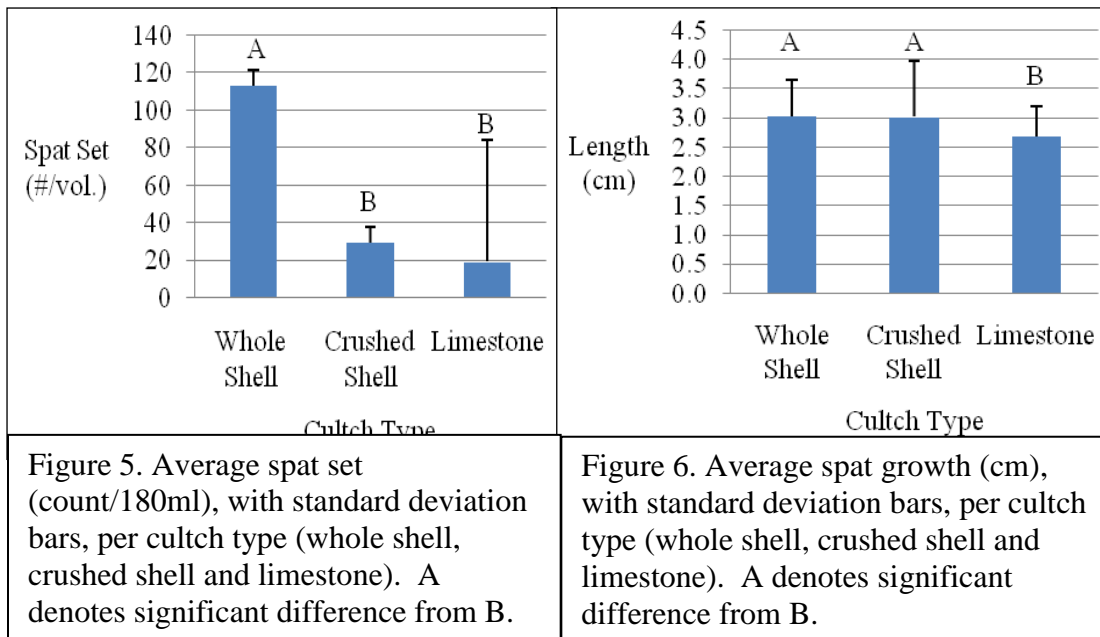 140
120
100
80
60
40
20
0
Spat Set
(#/vol.)
A
B
B
Whole
Shell
Crushed
Shell
Limestone
Cultch Type
Figure 5. Average spat set
(count/180ml), with standard deviation
bars, per cultch type (whole shell,
crushed shell and limestone). A
denotes significant difference from B.
4.5
4.0
3.5
3.0
2.5
2.0
1.5
1.0
0.5
0.0
Length
(cm)
A
A
B
Whole
Shell
Crushed
Shell
Limestone
Cultch Type
Figure 6. Average spat growth (cm),
with standard deviation bars, per cultch
type (whole shell, crushed shell and
limestone). A denotes significant
difference from B.